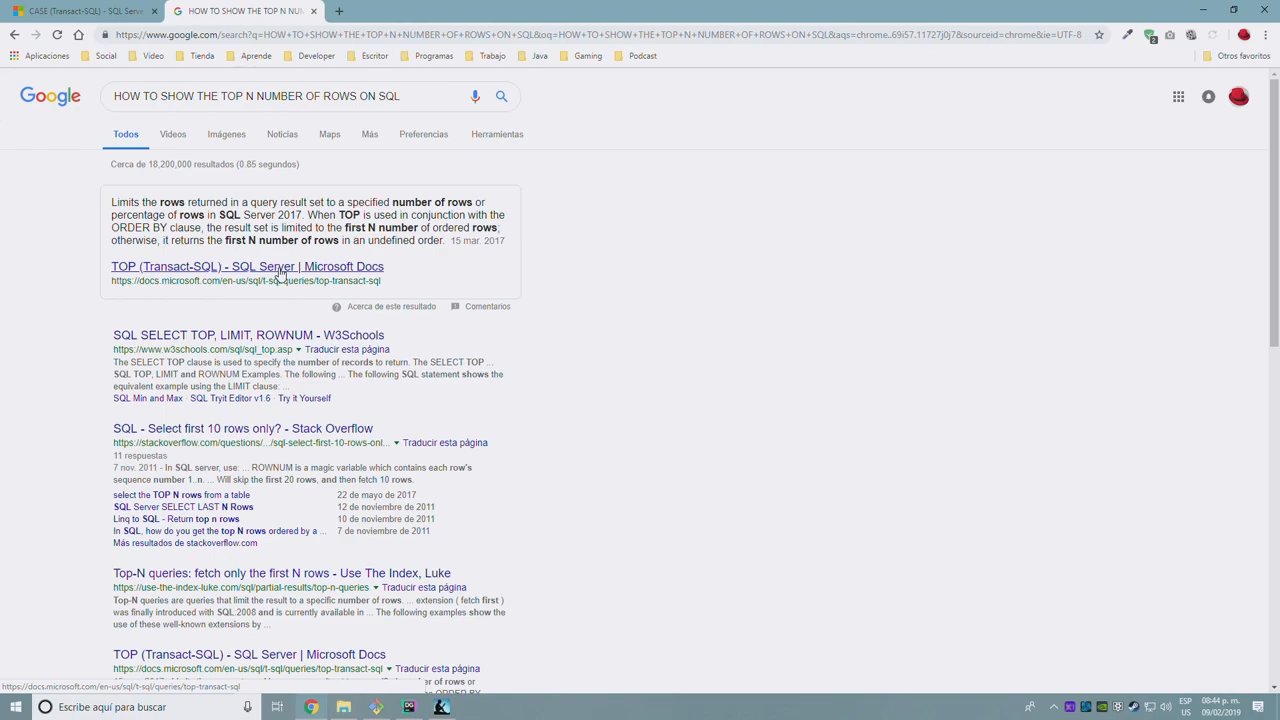 CASE (Transact-SQL) - SQL Serv
HOW TO SHOW THE TOP N NUM
https://www.google.com/search?q=HOW+TO+SHOW+THE+TOP+N+NUMBER+OF+ROWS+ON+SQL&oq=HOW+TO+SHOW+THE+TOP+N+NUMBER+OF+ROWS+ON+SQL&aqs=chrome..69i57.11727j0j7&sourceid=chrome&ie=UTF-8
Aplicaciones Social Video Tienda Aprende Developer Escritor Programas Trabajo Java Gaming Podcast Otros favoritos
Google
HOW TO SHOW THE TOP N NUMBER OF ROWS ON SQL
Todos Videos Imágenes Noticias Maps Más Preferencias Herramientas
Cerca de 18,200,000 resultados (0.85 segundos)
Limits the rows returned in a query result set to a specified number of rows or
percentage of rows in SQL Server 2017. When TOP is used in conjunction with the
ORDER BY clause, the result set is limited to the first N number of ordered rows;
otherwise, it returns the first N number of rows in an undefined order. 15 mar. 2017
TOP (Transact-SQL) - SQL Server | Microsoft Docs
https://docs.microsoft.com/en-us/sql/t-sql/queries/top-transact-sql
Acerca de este resultado Comentarios
SQL SELECT TOP, LIMIT, ROWNUM - W3Schools
https://www.w3schools.com/sql/sql_top.asp Traducir esta página
The SELECT TOP clause is used to specify the number of records to return. The SELECT TOP ...
SQL TOP, LIMIT and ROWNUM Examples. The following ... The following SQL statement shows the
equivalent example using the LIMIT clause: ...
SQL Min and Max · SQL Tryit Editor v1.6 · Try it Yourself
SQL - Select first 10 rows only? - Stack Overflow
https://stackoverflow.com/questions/.../sql-select-first-10-rows-onl... Traducir esta página
11 respuestas
7 nov. 2011 - In SQL server, use: ... ROWNUM is a magic variable which contains each row's
sequence number 1..n. ... Will skip the first 20 rows, and then fetch 10 rows.
select the TOP N rows from a table 22 de mayo de 2017
SQL Server SELECT LAST N Rows 12 de noviembre de 2011
Linq to SQL - Return top n rows 10 de noviembre de 2011
In SQL, how do you get the top N rows ordered by a ... 7 de noviembre de 2011
Más resultados de stackoverflow.com
Top-N queries: fetch only the first N rows - Use The Index, Luke
https://use-the-index-luke.com/sql/partial-results/top-n-queries Traducir esta página
Top-N queries are queries that limit the result to a specific number of rows. ... extension ( fetch first )
was finally introduced with SQL:2008 and is currently available in ... The following examples show the
use of these well-known extensions by ...
TOP (Transact-SQL) - SQL Server | Microsoft Docs
https://docs.microsoft.com/en-us/sql/t-sql/queries/top-transact-sql Traducir esta página
er of rows or
https://docs.microsoft.com/en-us/sql/t-sql/queries/top-transact-sql
Escribe aquí para buscar
ESP 08:44 p. m.
US 09/02/2019